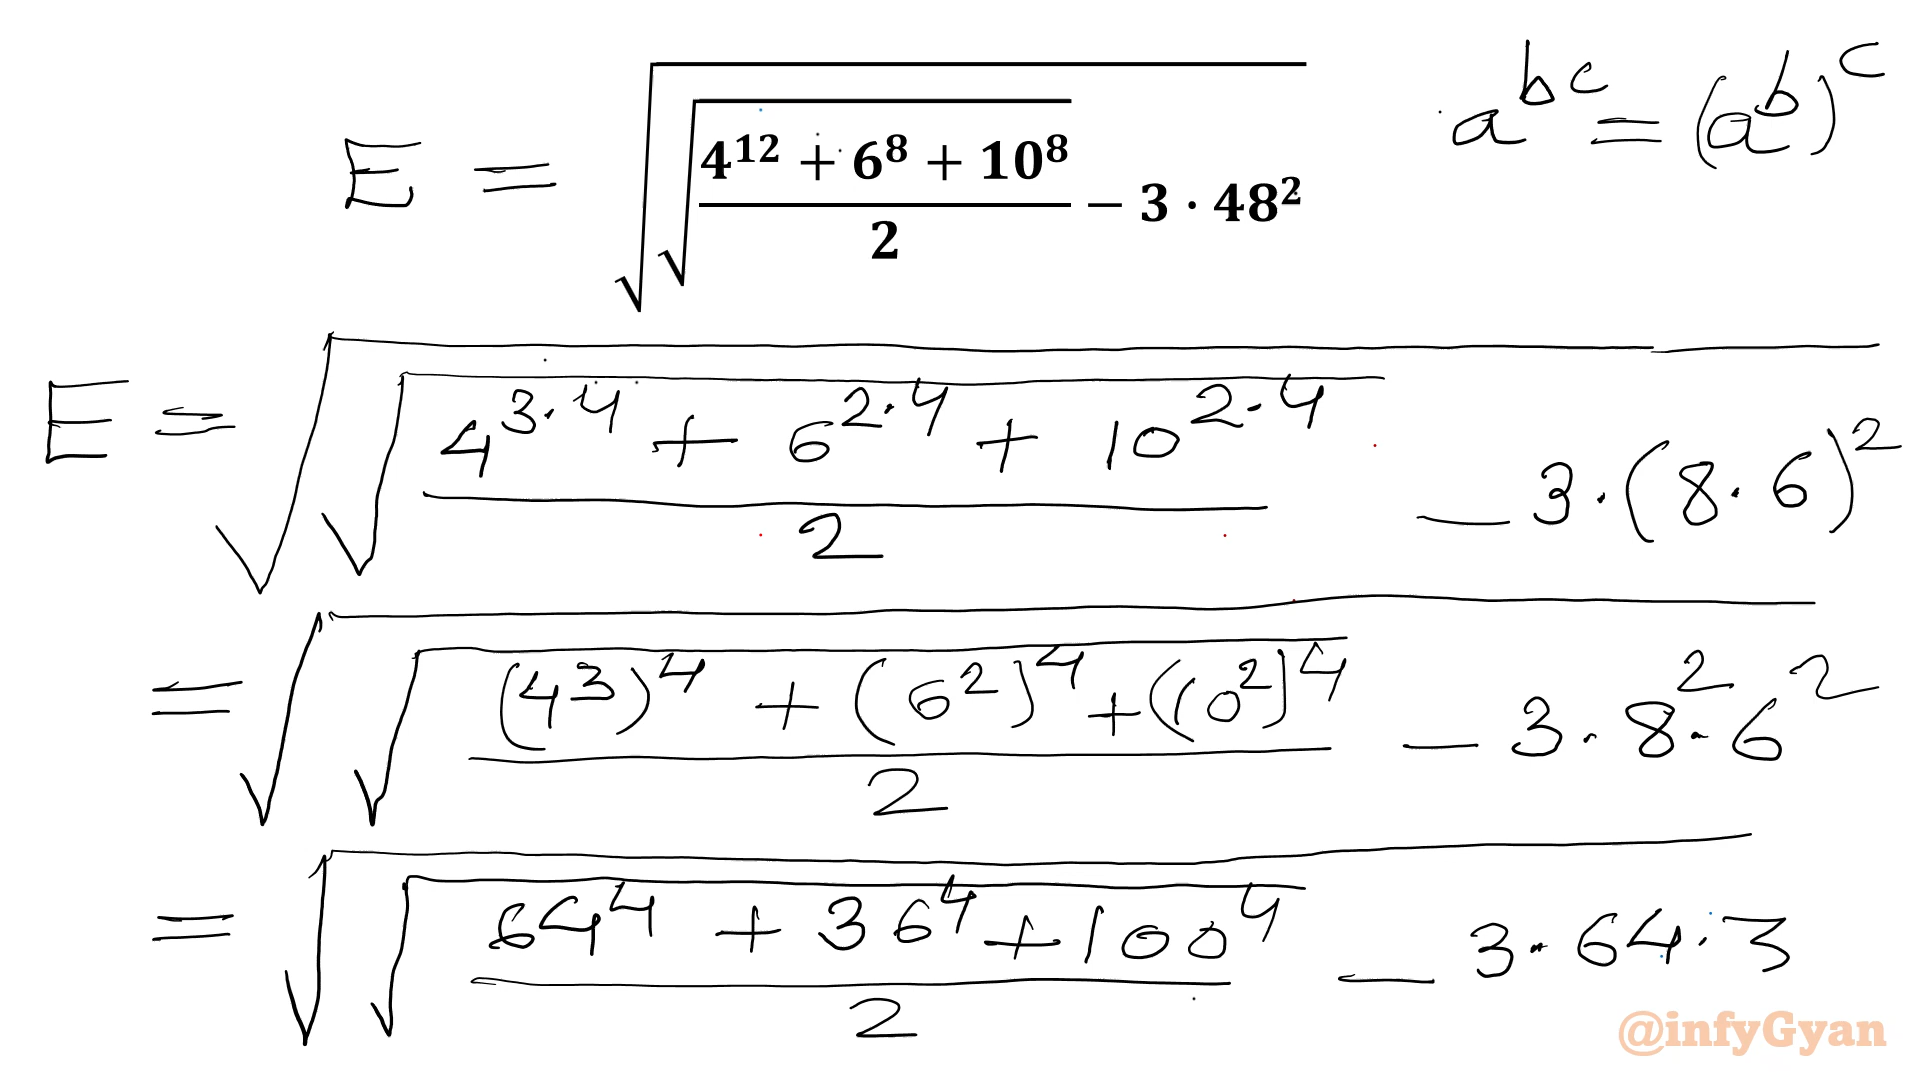 E = √(√((4¹² + 6⁸ + 10⁸)/2) − 3 · 48²)
a^bc = (a^b)^c
E = √(√((4^3·4 + 6^2·4 + 10^2·4)/2) − 3·(8·6)²)
= √(√(((4³)⁴ + (6²)⁴ + (10²)⁴)/2) − 3·8²·6²)
= √(√((64⁴ + 36⁴ + 100⁴)/2) − 3·64·3)
@infyGyan